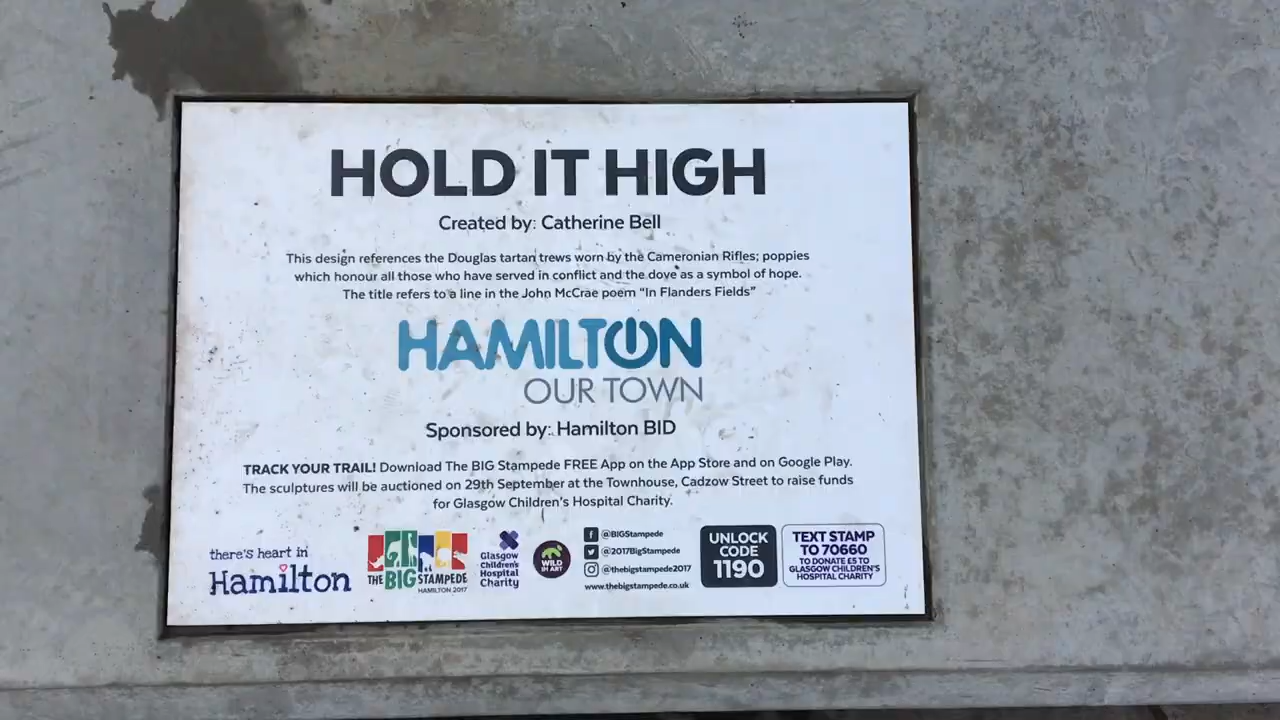 HOLD IT HIGH
Created by: Catherine Bell
This design references the Douglas tartan trews worn by the Cameronian Rifles; poppies
which honour all those who have served in conflict and the dove as a symbol of hope.
The title refers to a line in the John McCrae poem "In Flanders Fields"
HAMILTON
OUR TOWN
Sponsored by: Hamilton BID
TRACK YOUR TRAIL! Download The BIG Stampede FREE App on the App Store and on Google Play.
The sculptures will be auctioned on 29th September at the Townhouse, Cadzow Street to raise funds
for Glasgow Children's Hospital Charity.
there's heart in
Hamilton
THE BIG STAMPEDE
HAMILTON 2017
Glasgow
Children's
Hospital
Charity
WILD
IN ART
@BIGStampede
@2017BigStampede
@thebigstampede2017
www.thebigstampede.co.uk
UNLOCK
CODE
1190
TEXT STAMP
TO 70660
TO DONATE £5 TO
GLASGOW CHILDREN'S
HOSPITAL CHARITY